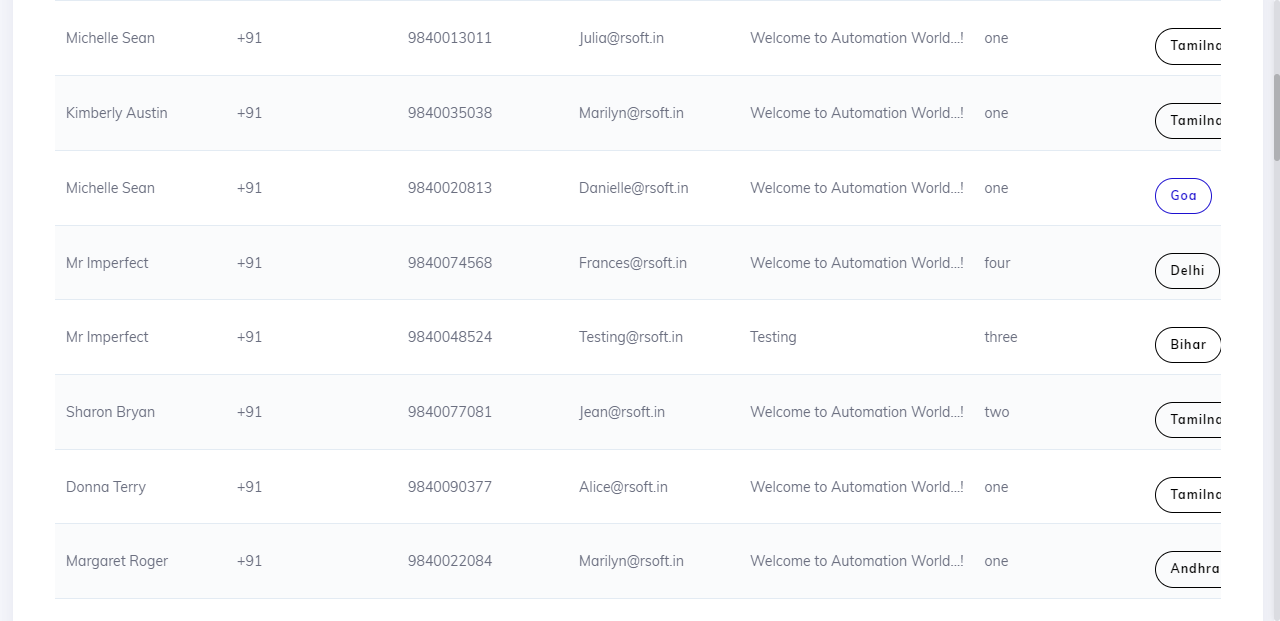 Michelle Sean +91 9840013011 Julia@rsoft.in Welcome to Automation World...! one
Kimberly Austin +91 9840035038 Marilyn@rsoft.in Welcome to Automation World...! one
Michelle Sean +91 9840020813 Danielle@rsoft.in Welcome to Automation World...! one Goa
Mr Imperfect +91 9840074568 Frances@rsoft.in Welcome to Automation World...! four Delhi
Mr Imperfect +91 9840048524 Testing@rsoft.in Testing three Bihar
Sharon Bryan +91 9840077081 Jean@rsoft.in Welcome to Automation World...! two
Donna Terry +91 9840090377 Alice@rsoft.in Welcome to Automation World...! one
Margaret Roger +91 9840022084 Marilyn@rsoft.in Welcome to Automation World...! one Andhra